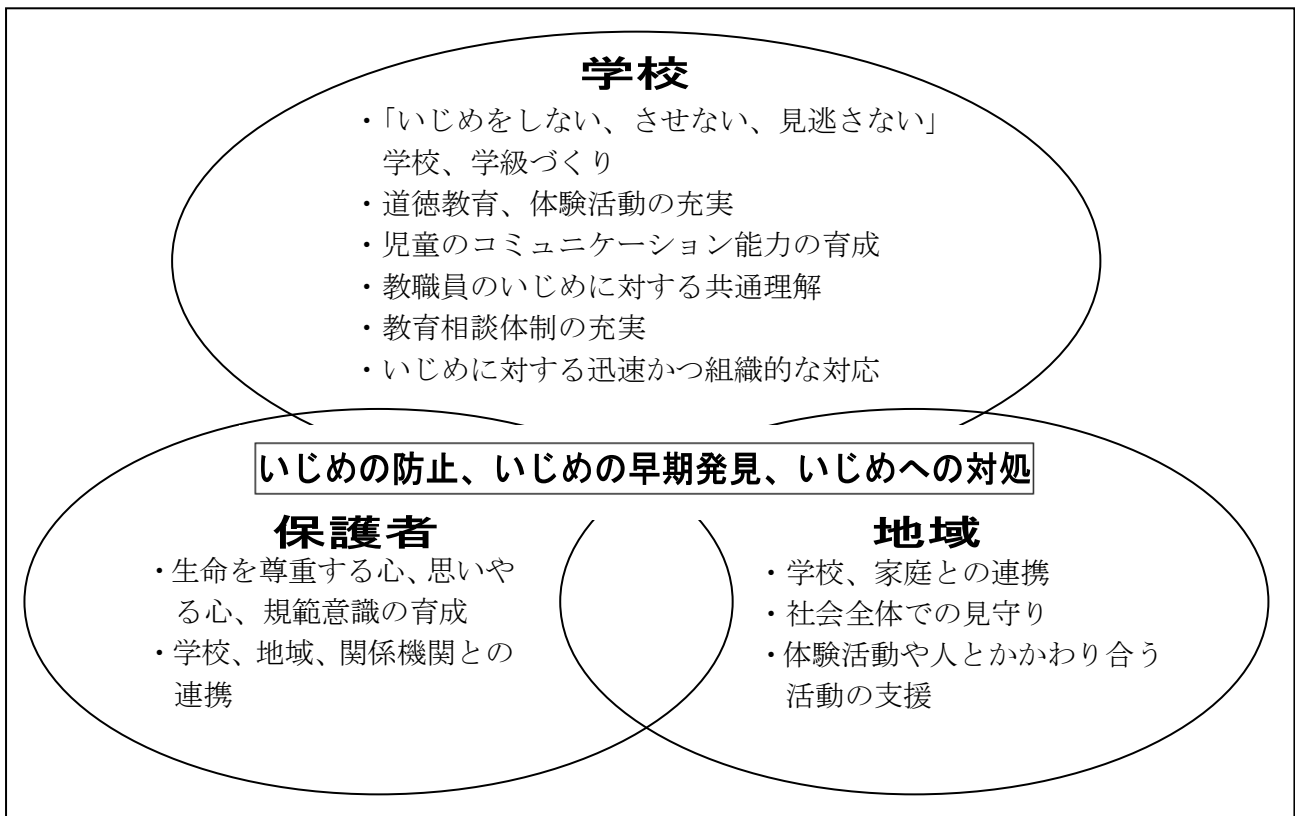 学校
・「いじめをしない、させない、見逃さない」
学校、学級づくり
・道徳教育、体験活動の充実
・児童のコミュニケーション能力の育成
・教職員のいじめに対する共通理解
・教育相談体制の充実
・いじめに対する迅速かつ組織的な対応
いじめの防止、いじめの早期発見、いじめへの対処
保護者
・生命を尊重する心、思いや
る心、規範意識の育成
・学校、地域、関係機関との
連携
地域
・学校、家庭との連携
・社会全体での見守り
・体験活動や人とかかわり合う
活動の支援